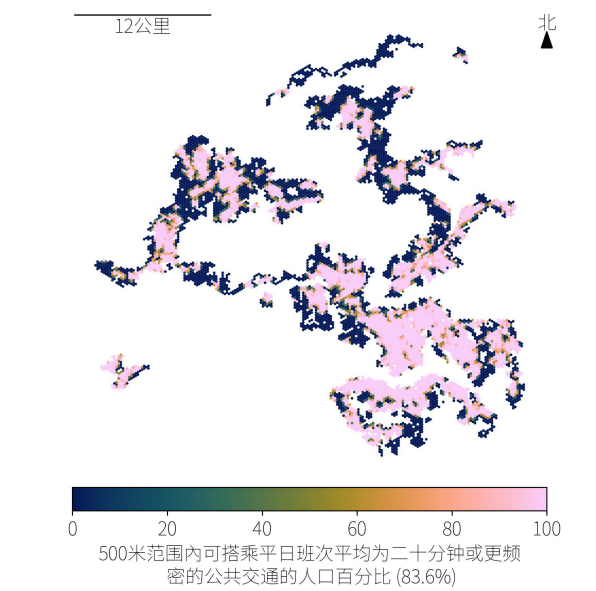 12公里
北
0 20 40 60 80 100
500米范围内可搭乘平日班次平均为二十分钟或更频
密的公共交通的人口百分比 (83.6%)